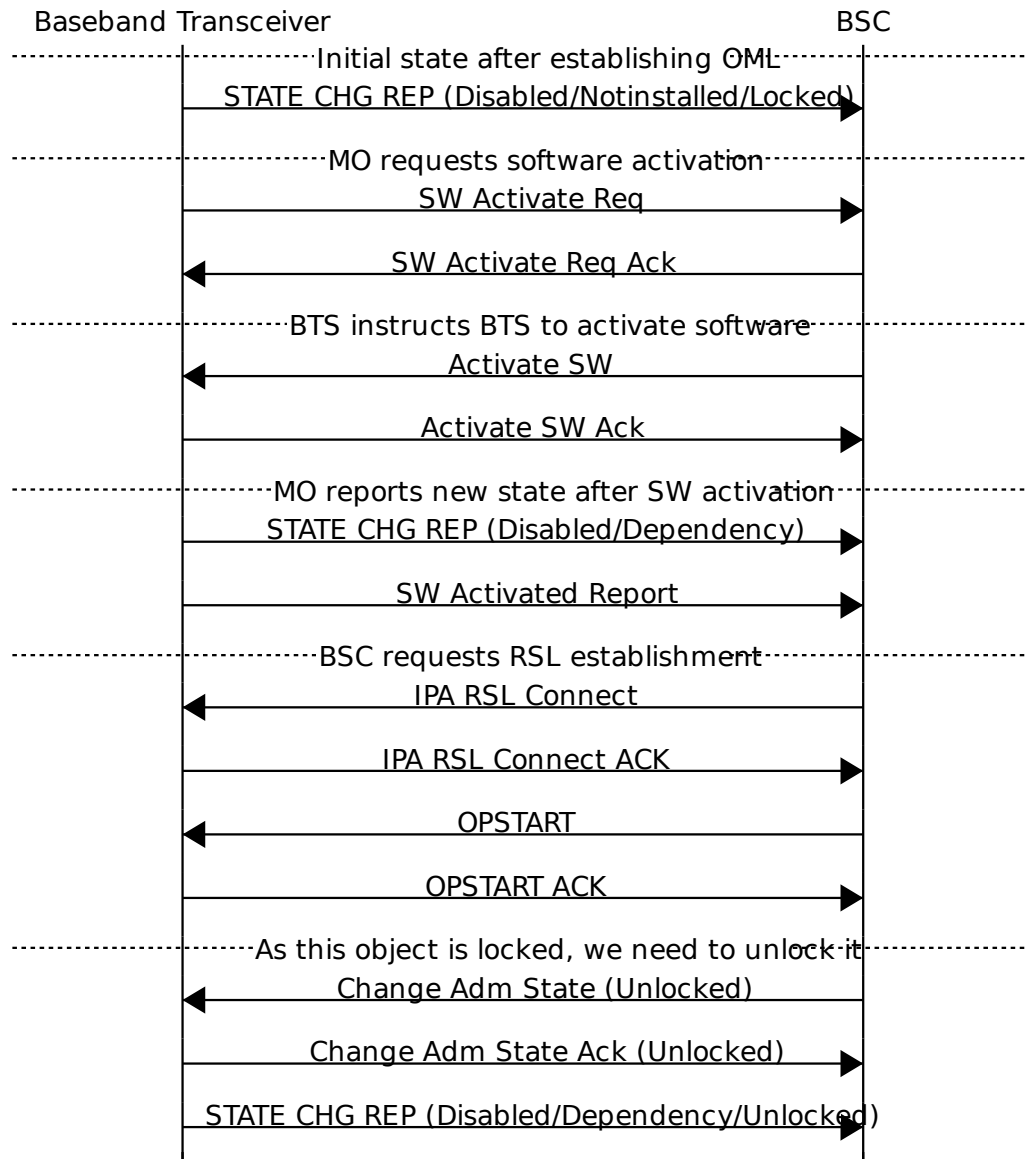 Baseband Transceiver BSC
Initial state after establishing OML
STATE CHG REP (Disabled/Notinstalled/Locked)
MO requests software activation
SW Activate Req
SW Activate Req Ack
BTS instructs BTS to activate software
Activate SW
Activate SW Ack
MO reports new state after SW activation
STATE CHG REP (Disabled/Dependency)
SW Activated Report
BSC requests RSL establishment
IPA RSL Connect
IPA RSL Connect ACK
OPSTART
OPSTART ACK
As this object is locked, we need to unlock it
Change Adm State (Unlocked)
Change Adm State Ack (Unlocked)
STATE CHG REP (Disabled/Dependency/Unlocked)